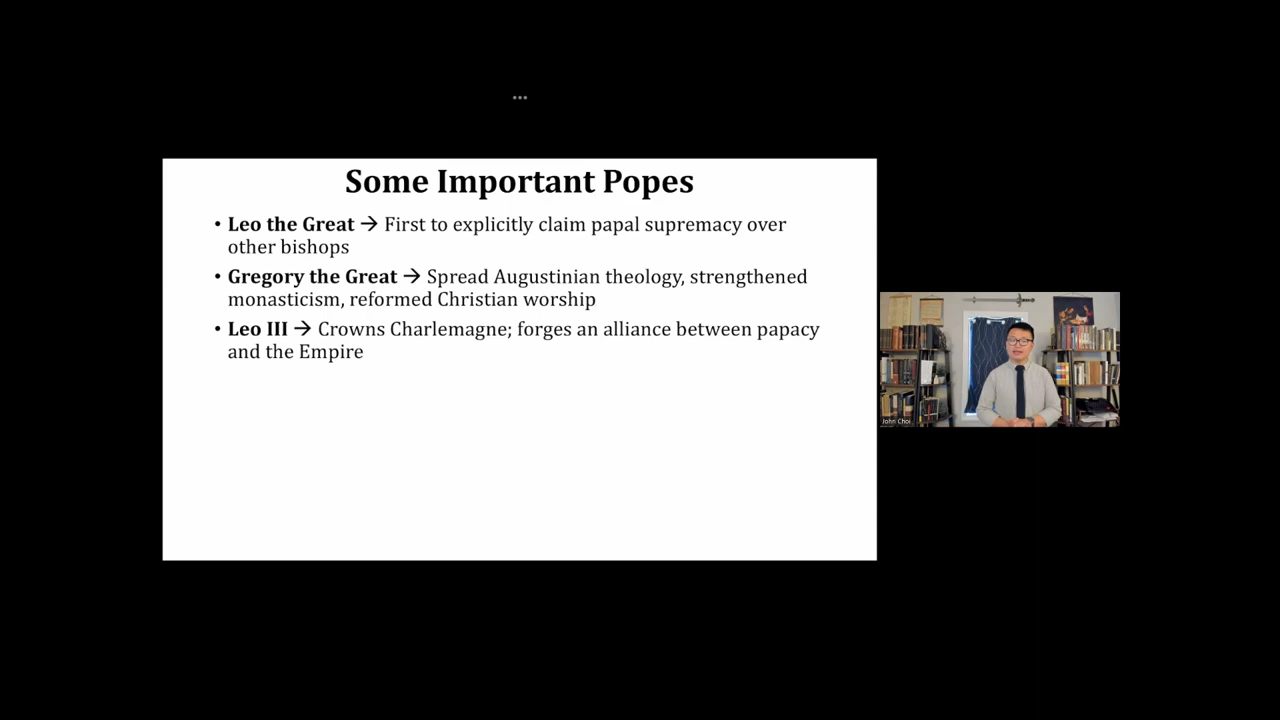 •••
Some Important Popes
• Leo the Great → First to explicitly claim papal supremacy over
other bishops
• Gregory the Great → Spread Augustinian theology, strengthened
monasticism, reformed Christian worship
• Leo III → Crowns Charlemagne; forges an alliance between papacy
and the Empire
John Choi